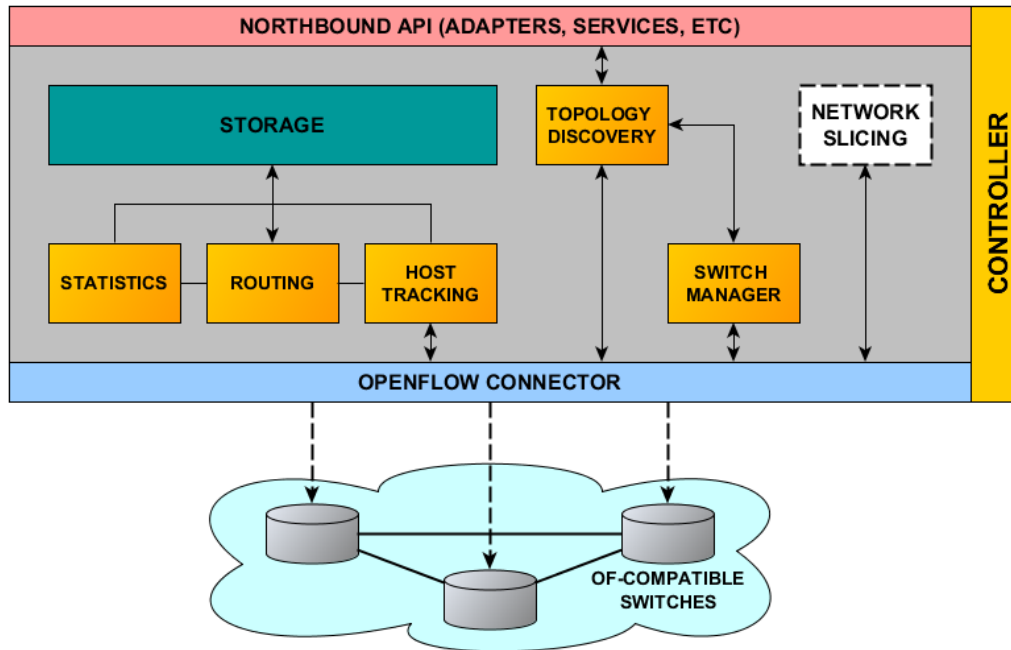 NORTHBOUND API (ADAPTERS, SERVICES, ETC)
CONTROLLER
STORAGE
TOPOLOGY
DISCOVERY
NETWORK
SLICING
STATISTICS
ROUTING
HOST
TRACKING
SWITCH
MANAGER
OPENFLOW CONNECTOR
OF-COMPATIBLE
SWITCHES